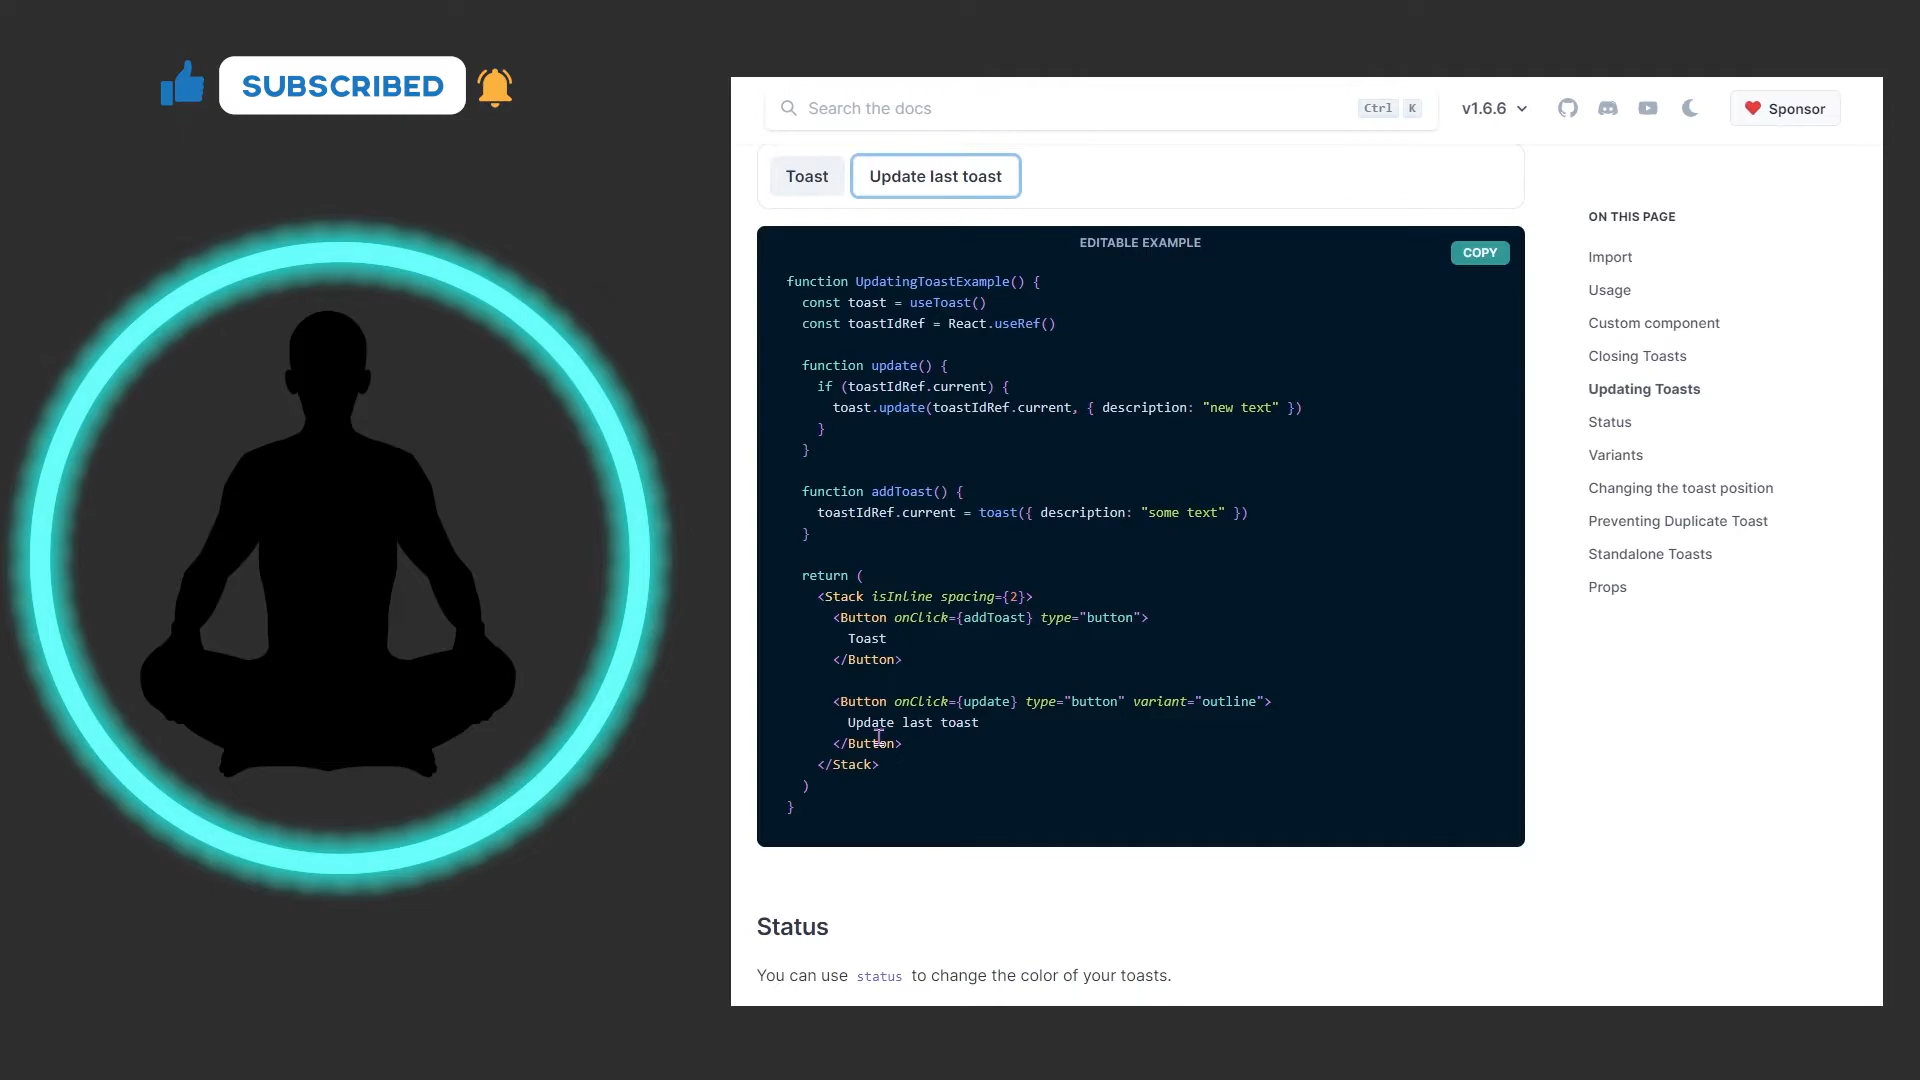 SUBSCRIBED
Search the docs
Ctrl K
v1.6.6
Sponsor
Toast
Update last toast
EDITABLE EXAMPLE
COPY
function UpdatingToastExample() {
  const toast = useToast()
  const toastIdRef = React.useRef()

  function update() {
    if (toastIdRef.current) {
      toast.update(toastIdRef.current, { description: "new text" })
    }
  }

  function addToast() {
    toastIdRef.current = toast({ description: "some text" })
  }

  return (
    <Stack isInline spacing={2}>
      <Button onClick={addToast} type="button">
        Toast
      </Button>

      <Button onClick={update} type="button" variant="outline">
        Update last toast
      </Button>
    </Stack>
  )
}
Status
You can use status to change the color of your toasts.
ON THIS PAGE
Import
Usage
Custom component
Closing Toasts
Updating Toasts
Status
Variants
Changing the toast position
Preventing Duplicate Toast
Standalone Toasts
Props